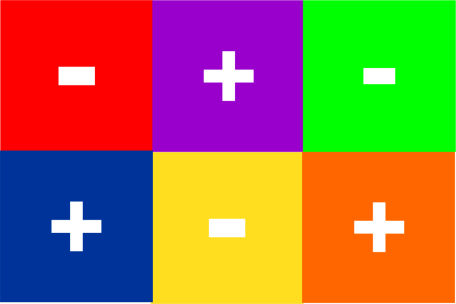 - + -
+ - +